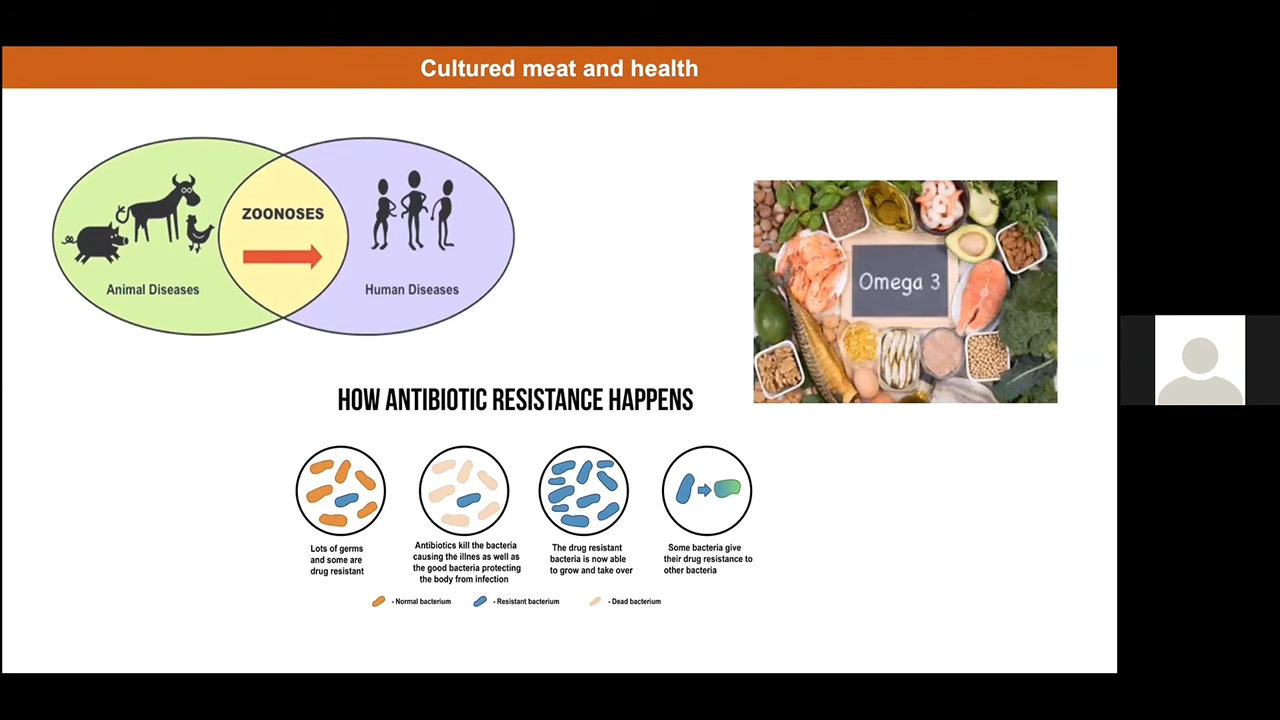 Cultured meat and health
ZOONOSES
Animal Diseases
Human Diseases
Omega 3
HOW ANTIBIOTIC RESISTANCE HAPPENS
Lots of germs
and some are
drug resistant
Antibiotics kill the bacteria
causing the illnes as well as
the good bacteria protecting
the body from infection
The drug resistant
bacteria is now able
to grow and take over
Some bacteria give
their drug resistance to
other bacteria
- Normal bacterium
- Resistant bacterium
- Dead bacterium